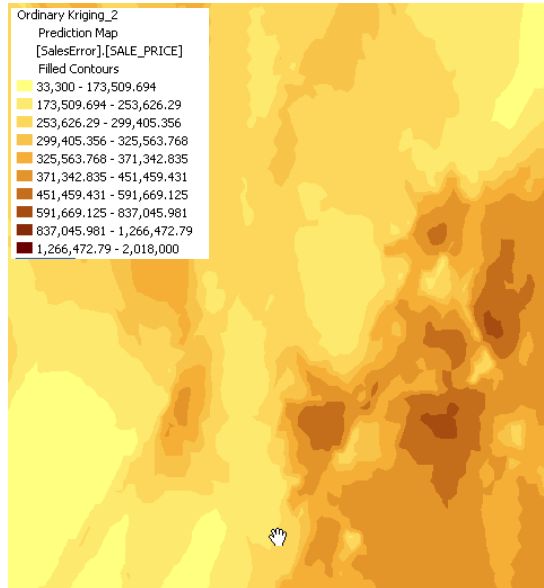 Ordinary Kriging_2
Prediction Map
[SalesError].[SALE_PRICE]
Filled Contours
33,300 - 173,509.694
173,509.694 - 253,626.29
253,626.29 - 299,405.356
299,405.356 - 325,563.768
325,563.768 - 371,342.835
371,342.835 - 451,459.431
451,459.431 - 591,669.125
591,669.125 - 837,045.981
837,045.981 - 1,266,472.79
1,266,472.79 - 2,018,000